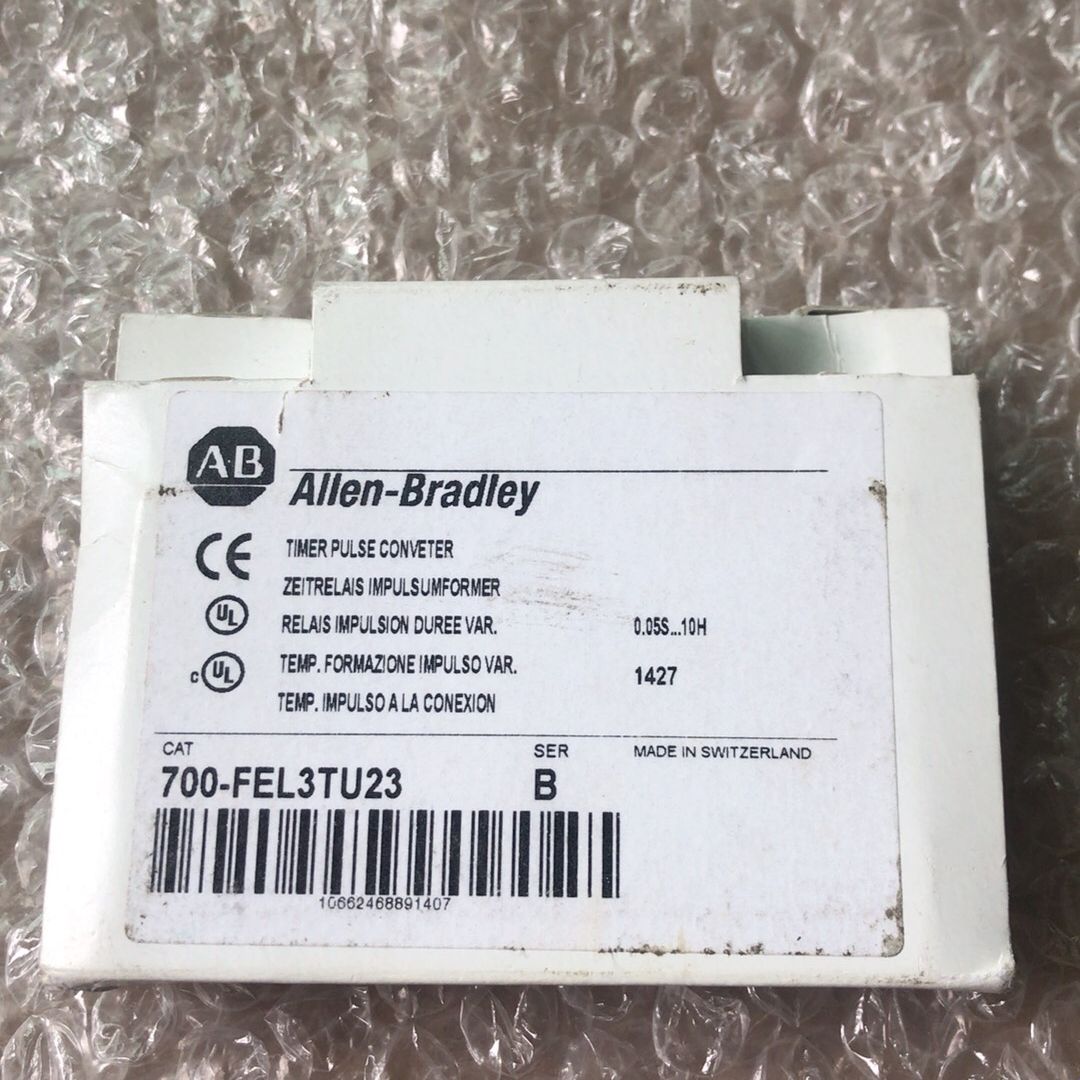 AB
Allen-Bradley
CE
TIMER PULSE CONVETER
ZEITRELAIS IMPULSUMFORMER
UL
RELAIS IMPULSION DUREE VAR. 0.05S...10H
c UL
TEMP. FORMAZIONE IMPULSO VAR. 1427
TEMP. IMPULSO A LA CONEXION
CAT SER MADE IN SWITZERLAND
700-FEL3TU23 B
10662468891407